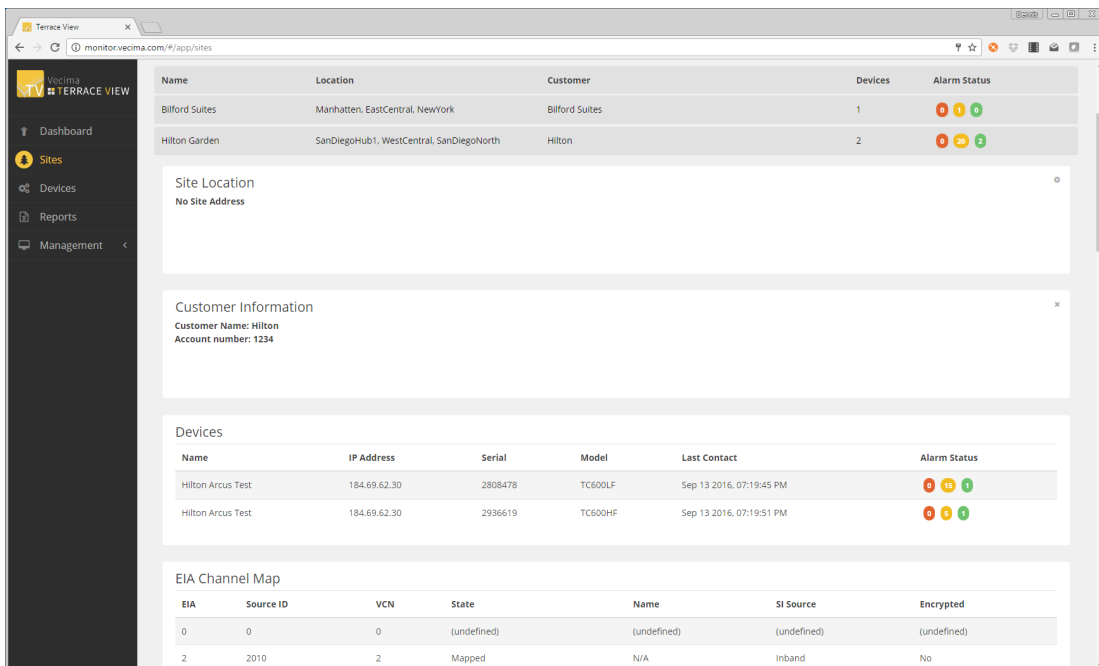 Dennis
Terrace View
monitor.vecima.com/#/app/sites
Vecima
TV TERRACE VIEW
Dashboard
Sites
Devices
Reports
Management
Name Location Customer Devices Alarm Status
Bilford Suites Manhatten, EastCentral, NewYork Bilford Suites 1 0 1 0
Hilton Garden SanDiegoHub1, WestCentral, SanDiegoNorth Hilton 2 0 20 2
Site Location
No Site Address
Customer Information
Customer Name: Hilton
Account number: 1234
Devices
Name IP Address Serial Model Last Contact Alarm Status
Hilton Arcus Test 184.69.62.30 2808478 TC600LF Sep 13 2016, 07:19:45 PM 0 15 1
Hilton Arcus Test 184.69.62.30 2936619 TC600HF Sep 13 2016, 07:19:51 PM 0 5 1
EIA Channel Map
EIA Source ID VCN State Name SI Source Encrypted
0 0 0 (undefined) (undefined) (undefined) (undefined)
2 2010 2 Mapped N/A Inband No